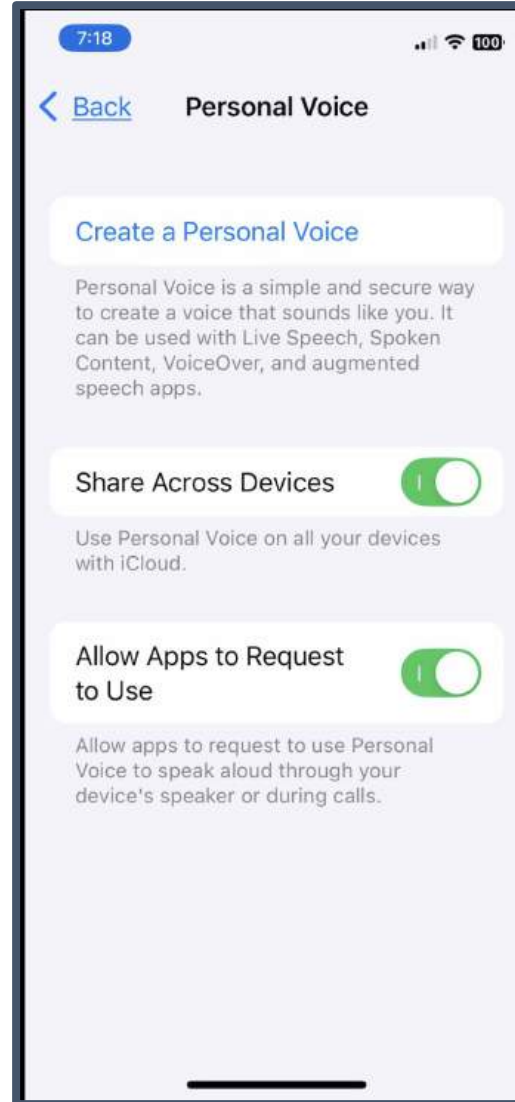 7:18
100
Back
Personal Voice
Create a Personal Voice
Personal Voice is a simple and secure way
to create a voice that sounds like you. It
can be used with Live Speech, Spoken
Content, VoiceOver, and augmented
speech apps.
Share Across Devices
Use Personal Voice on all your devices
with iCloud.
Allow Apps to Request
to Use
Allow apps to request to use Personal
Voice to speak aloud through your
device's speaker or during calls.